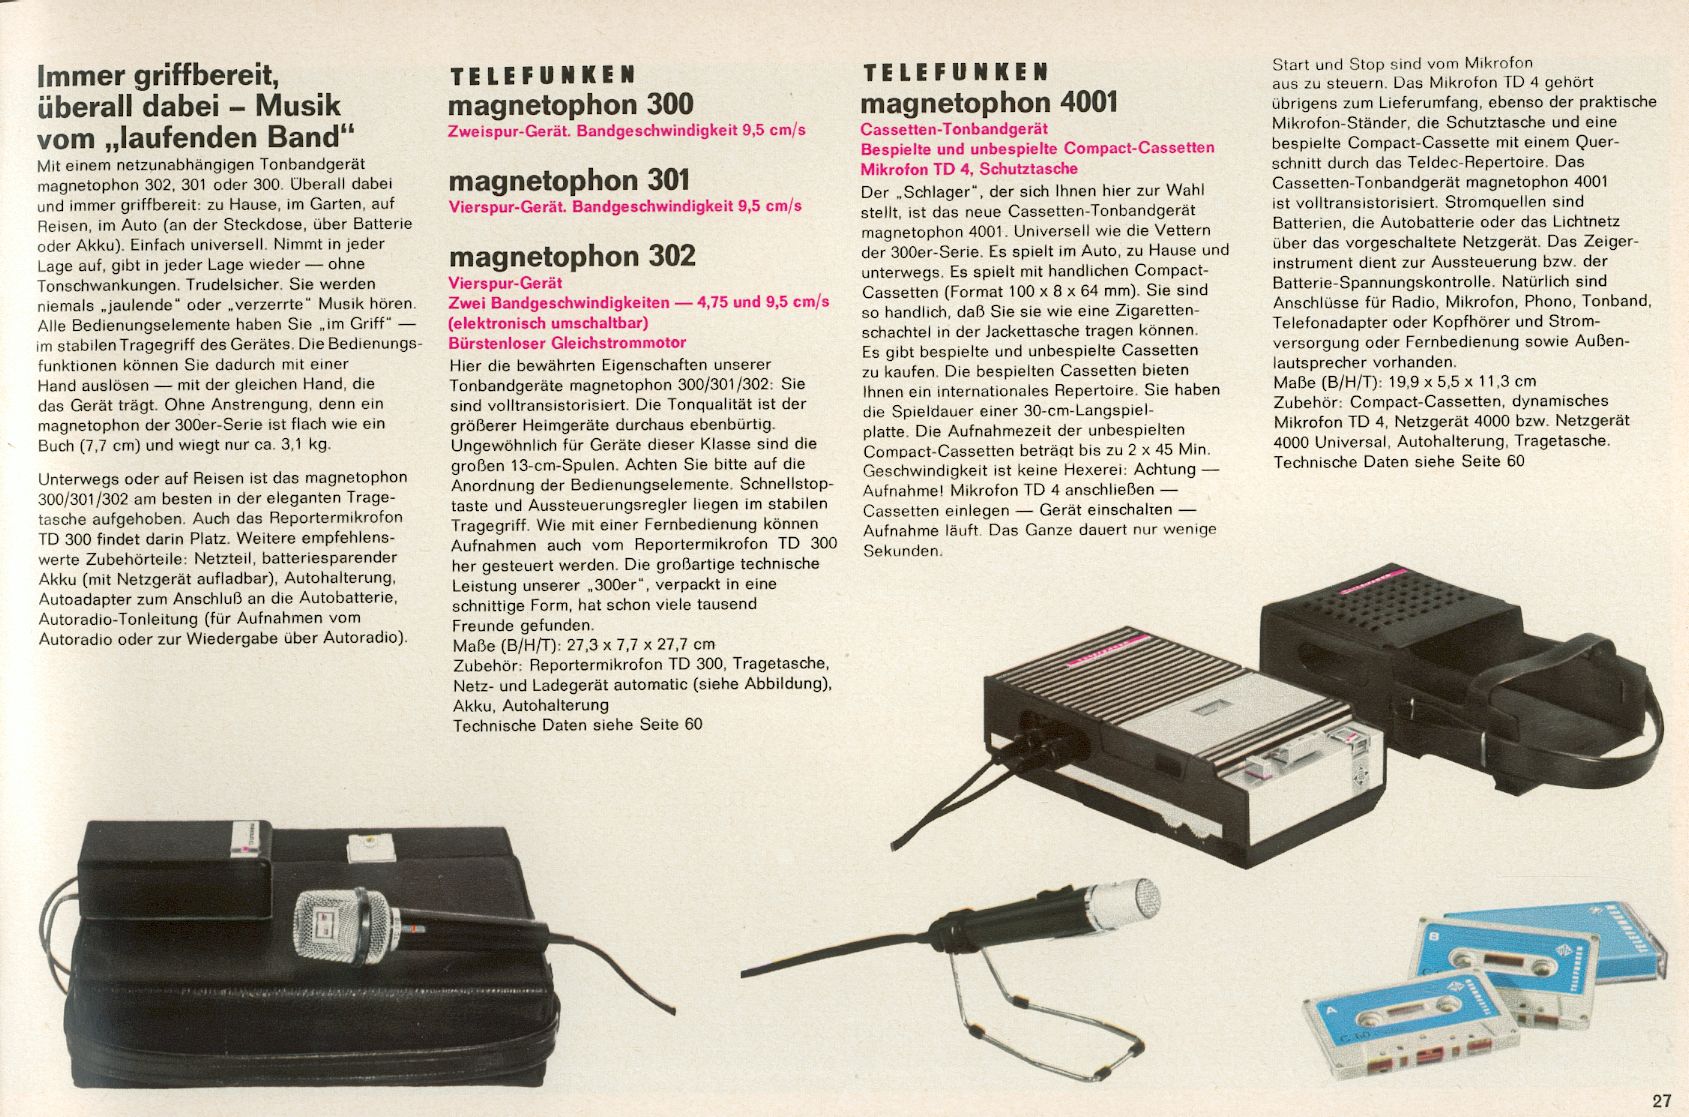 Immer griffbereit,
überall dabei – Musik
vom „laufenden Band“
Mit einem netzunabhängigen Tonbandgerät
magnetophon 302, 301 oder 300. Überall dabei
und immer griffbereit: zu Hause, im Garten, auf
Reisen, im Auto (an der Steckdose, über Batterie
oder Akku). Einfach universell. Nimmt in jeder
Lage auf, gibt in jeder Lage wieder — ohne
Tonschwankungen. Trudelsicher. Sie werden
niemals „jaulende“ oder „verzerrte“ Musik hören.
Alle Bedienungselemente haben Sie „im Griff“ —
im stabilen Tragegriff des Gerätes. Die Bedienungs-
funktionen können Sie dadurch mit einer
Hand auslösen — mit der gleichen Hand, die
das Gerät trägt. Ohne Anstrengung, denn ein
magnetophon der 300er-Serie ist flach wie ein
Buch (7,7 cm) und wiegt nur ca. 3,1 kg.
Unterwegs oder auf Reisen ist das magnetophon
300/301/302 am besten in der eleganten Trage-
tasche aufgehoben. Auch das Reportermikrofon
TD 300 findet darin Platz. Weitere empfehlens-
werte Zubehörteile: Netzteil, batteriesparender
Akku (mit Netzgerät aufladbar), Autohalterung,
Autoadapter zum Anschluß an die Autobatterie,
Autoradio-Tonleitung (für Aufnahmen vom
Autoradio oder zur Wiedergabe über Autoradio).
TELEFUNKEN
magnetophon 300
Zweispur-Gerät. Bandgeschwindigkeit 9,5 cm/s
magnetophon 301
Vierspur-Gerät. Bandgeschwindigkeit 9,5 cm/s
magnetophon 302
Vierspur-Gerät
Zwei Bandgeschwindigkeiten — 4,75 und 9,5 cm/s
(elektronisch umschaltbar)
Bürstenloser Gleichstrommotor
Hier die bewährten Eigenschaften unserer
Tonbandgeräte magnetophon 300/301/302: Sie
sind volltransistorisiert. Die Tonqualität ist der
größerer Heimgeräte durchaus ebenbürtig.
Ungewöhnlich für Geräte dieser Klasse sind die
großen 13-cm-Spulen. Achten Sie bitte auf die
Anordnung der Bedienungselemente. Schnellstop-
taste und Aussteuerungsregler liegen im stabilen
Tragegriff. Wie mit einer Fernbedienung können
Aufnahmen auch vom Reportermikrofon TD 300
her gesteuert werden. Die großartige technische
Leistung unserer „300er“, verpackt in eine
schnittige Form, hat schon viele tausend
Freunde gefunden.
Maße (B/H/T): 27,3 x 7,7 x 27,7 cm
Zubehör: Reportermikrofon TD 300, Tragetasche,
Netz- und Ladegerät automatic (siehe Abbildung),
Akku, Autohalterung
Technische Daten siehe Seite 60
TELEFUNKEN
magnetophon 4001
Cassetten-Tonbandgerät
Bespielte und unbespielte Compact-Cassetten
Mikrofon TD 4, Schutztasche
Der „Schlager“, der sich Ihnen hier zur Wahl
stellt, ist das neue Cassetten-Tonbandgerät
magnetophon 4001. Universell wie die Vettern
der 300er-Serie. Es spielt im Auto, zu Hause und
unterwegs. Es spielt mit handlichen Compact-
Cassetten (Format 100 x 8 x 64 mm). Sie sind
so handlich, daß Sie sie wie eine Zigaretten-
schachtel in der Jackettasche tragen können.
Es gibt bespielte und unbespielte Cassetten
zu kaufen. Die bespielten Cassetten bieten
Ihnen ein internationales Repertoire. Sie haben
die Spieldauer einer 30-cm-Langspiel-
platte. Die Aufnahmezeit der unbespielten
Compact-Cassetten beträgt bis zu 2 x 45 Min.
Geschwindigkeit ist keine Hexerei: Achtung —
Aufnahme! Mikrofon TD 4 anschließen —
Cassetten einlegen — Gerät einschalten —
Aufnahme läuft. Das Ganze dauert nur wenige
Sekunden.
Start und Stop sind vom Mikrofon
aus zu steuern. Das Mikrofon TD 4 gehört
übrigens zum Lieferumfang, ebenso der praktische
Mikrofon-Ständer, die Schutztasche und eine
bespielte Compact-Cassette mit einem Quer-
schnitt durch das Teldec-Repertoire. Das
Cassetten-Tonbandgerät magnetophon 4001
ist volltransistorisiert. Stromquellen sind
Batterien, die Autobatterie oder das Lichtnetz
über das vorgeschaltete Netzgerät. Das Zeiger-
instrument dient zur Aussteuerung bzw. der
Batterie-Spannungskontrolle. Natürlich sind
Anschlüsse für Radio, Mikrofon, Phono, Tonband,
Telefonadapter oder Kopfhörer und Strom-
versorgung oder Fernbedienung sowie Außen-
lautsprecher vorhanden.
Maße (B/H/T): 19,9 x 5,5 x 11,3 cm
Zubehör: Compact-Cassetten, dynamisches
Mikrofon TD 4, Netzgerät 4000 bzw. Netzgerät
4000 Universal, Autohalterung, Tragetasche.
Technische Daten siehe Seite 60
TELEFUNKEN
TELEFUNKEN
TELEFUNKEN
TELEFUNKEN
B
TELEFUNKEN
A
C 60
TELEFUNKEN
27